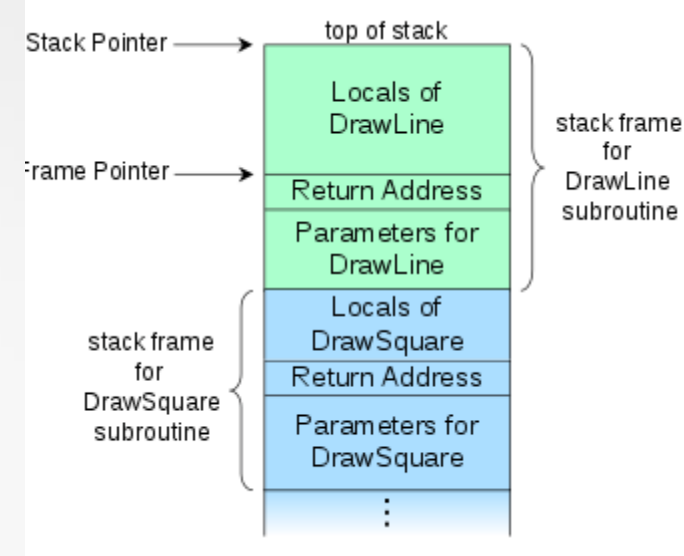 top of stack
Stack Pointer
Locals of
DrawLine
stack frame
for
DrawLine
subroutine
Frame Pointer
Return Address
Parameters for
DrawLine
Locals of
DrawSquare
stack frame
for
DrawSquare
subroutine
Return Address
Parameters for
DrawSquare
⋮